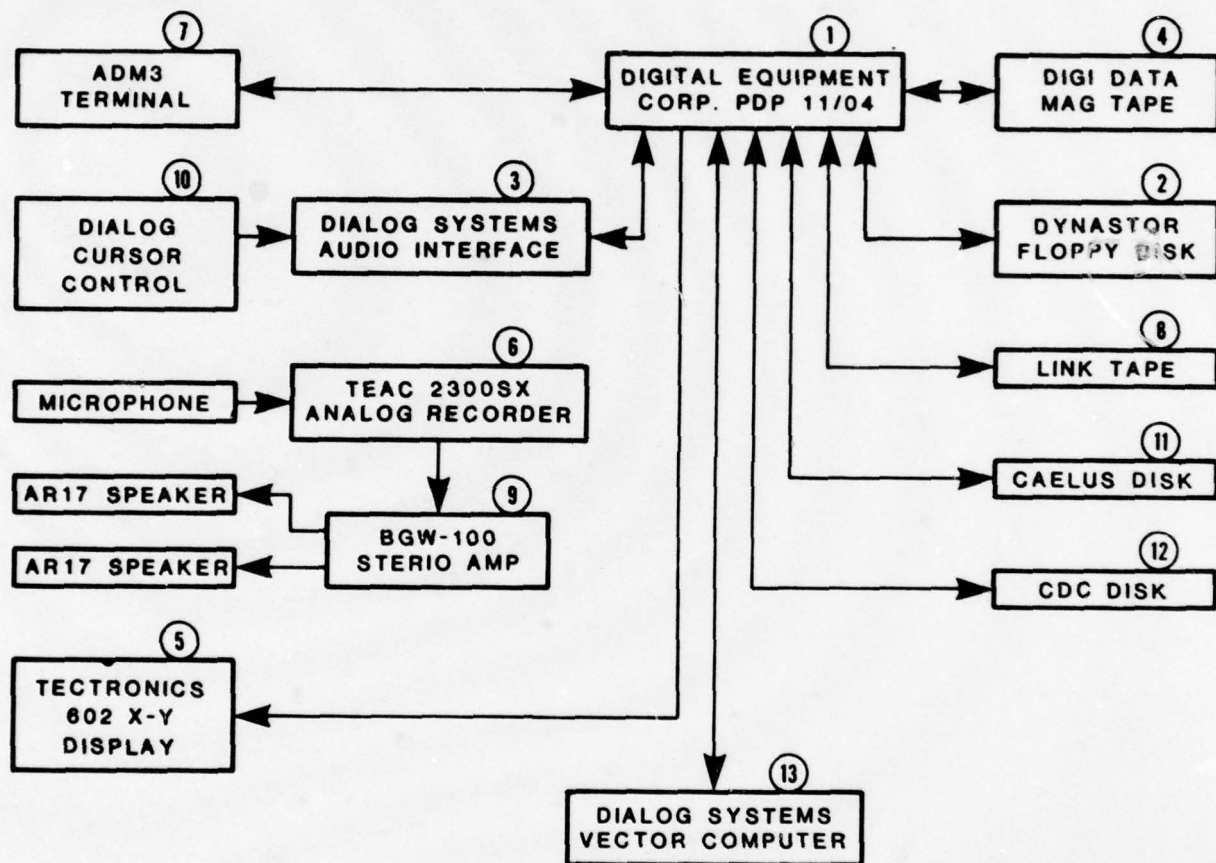 7
ADM3
TERMINAL
1
DIGITAL EQUIPMENT
CORP. PDP 11/04
4
DIGI DATA
MAG TAPE
10
DIALOG
CURSOR
CONTROL
3
DIALOG SYSTEMS
AUDIO INTERFACE
2
DYNASTOR
FLOPPY DISK
MICROPHONE
6
TEAC 2300SX
ANALOG RECORDER
8
LINK TAPE
AR17 SPEAKER
AR17 SPEAKER
9
BGW-100
STERIO AMP
11
CAELUS DISK
12
CDC DISK
5
TECTRONICS
602 X-Y
DISPLAY
13
DIALOG SYSTEMS
VECTOR COMPUTER